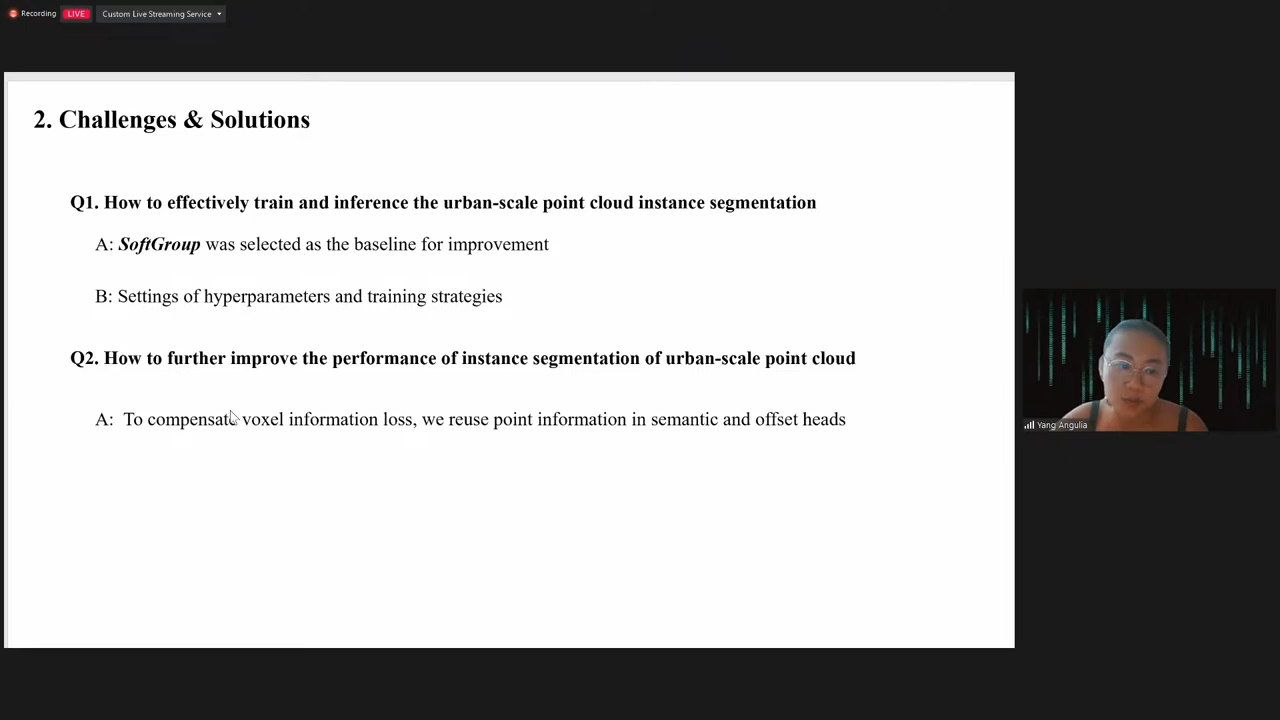 Recording LIVE Custom Live Streaming Service
2. Challenges & Solutions
Q1. How to effectively train and inference the urban-scale point cloud instance segmentation
A: SoftGroup was selected as the baseline for improvement
B: Settings of hyperparameters and training strategies
Q2. How to further improve the performance of instance segmentation of urban-scale point cloud
A: To compensate voxel information loss, we reuse point information in semantic and offset heads
Yang Angulia